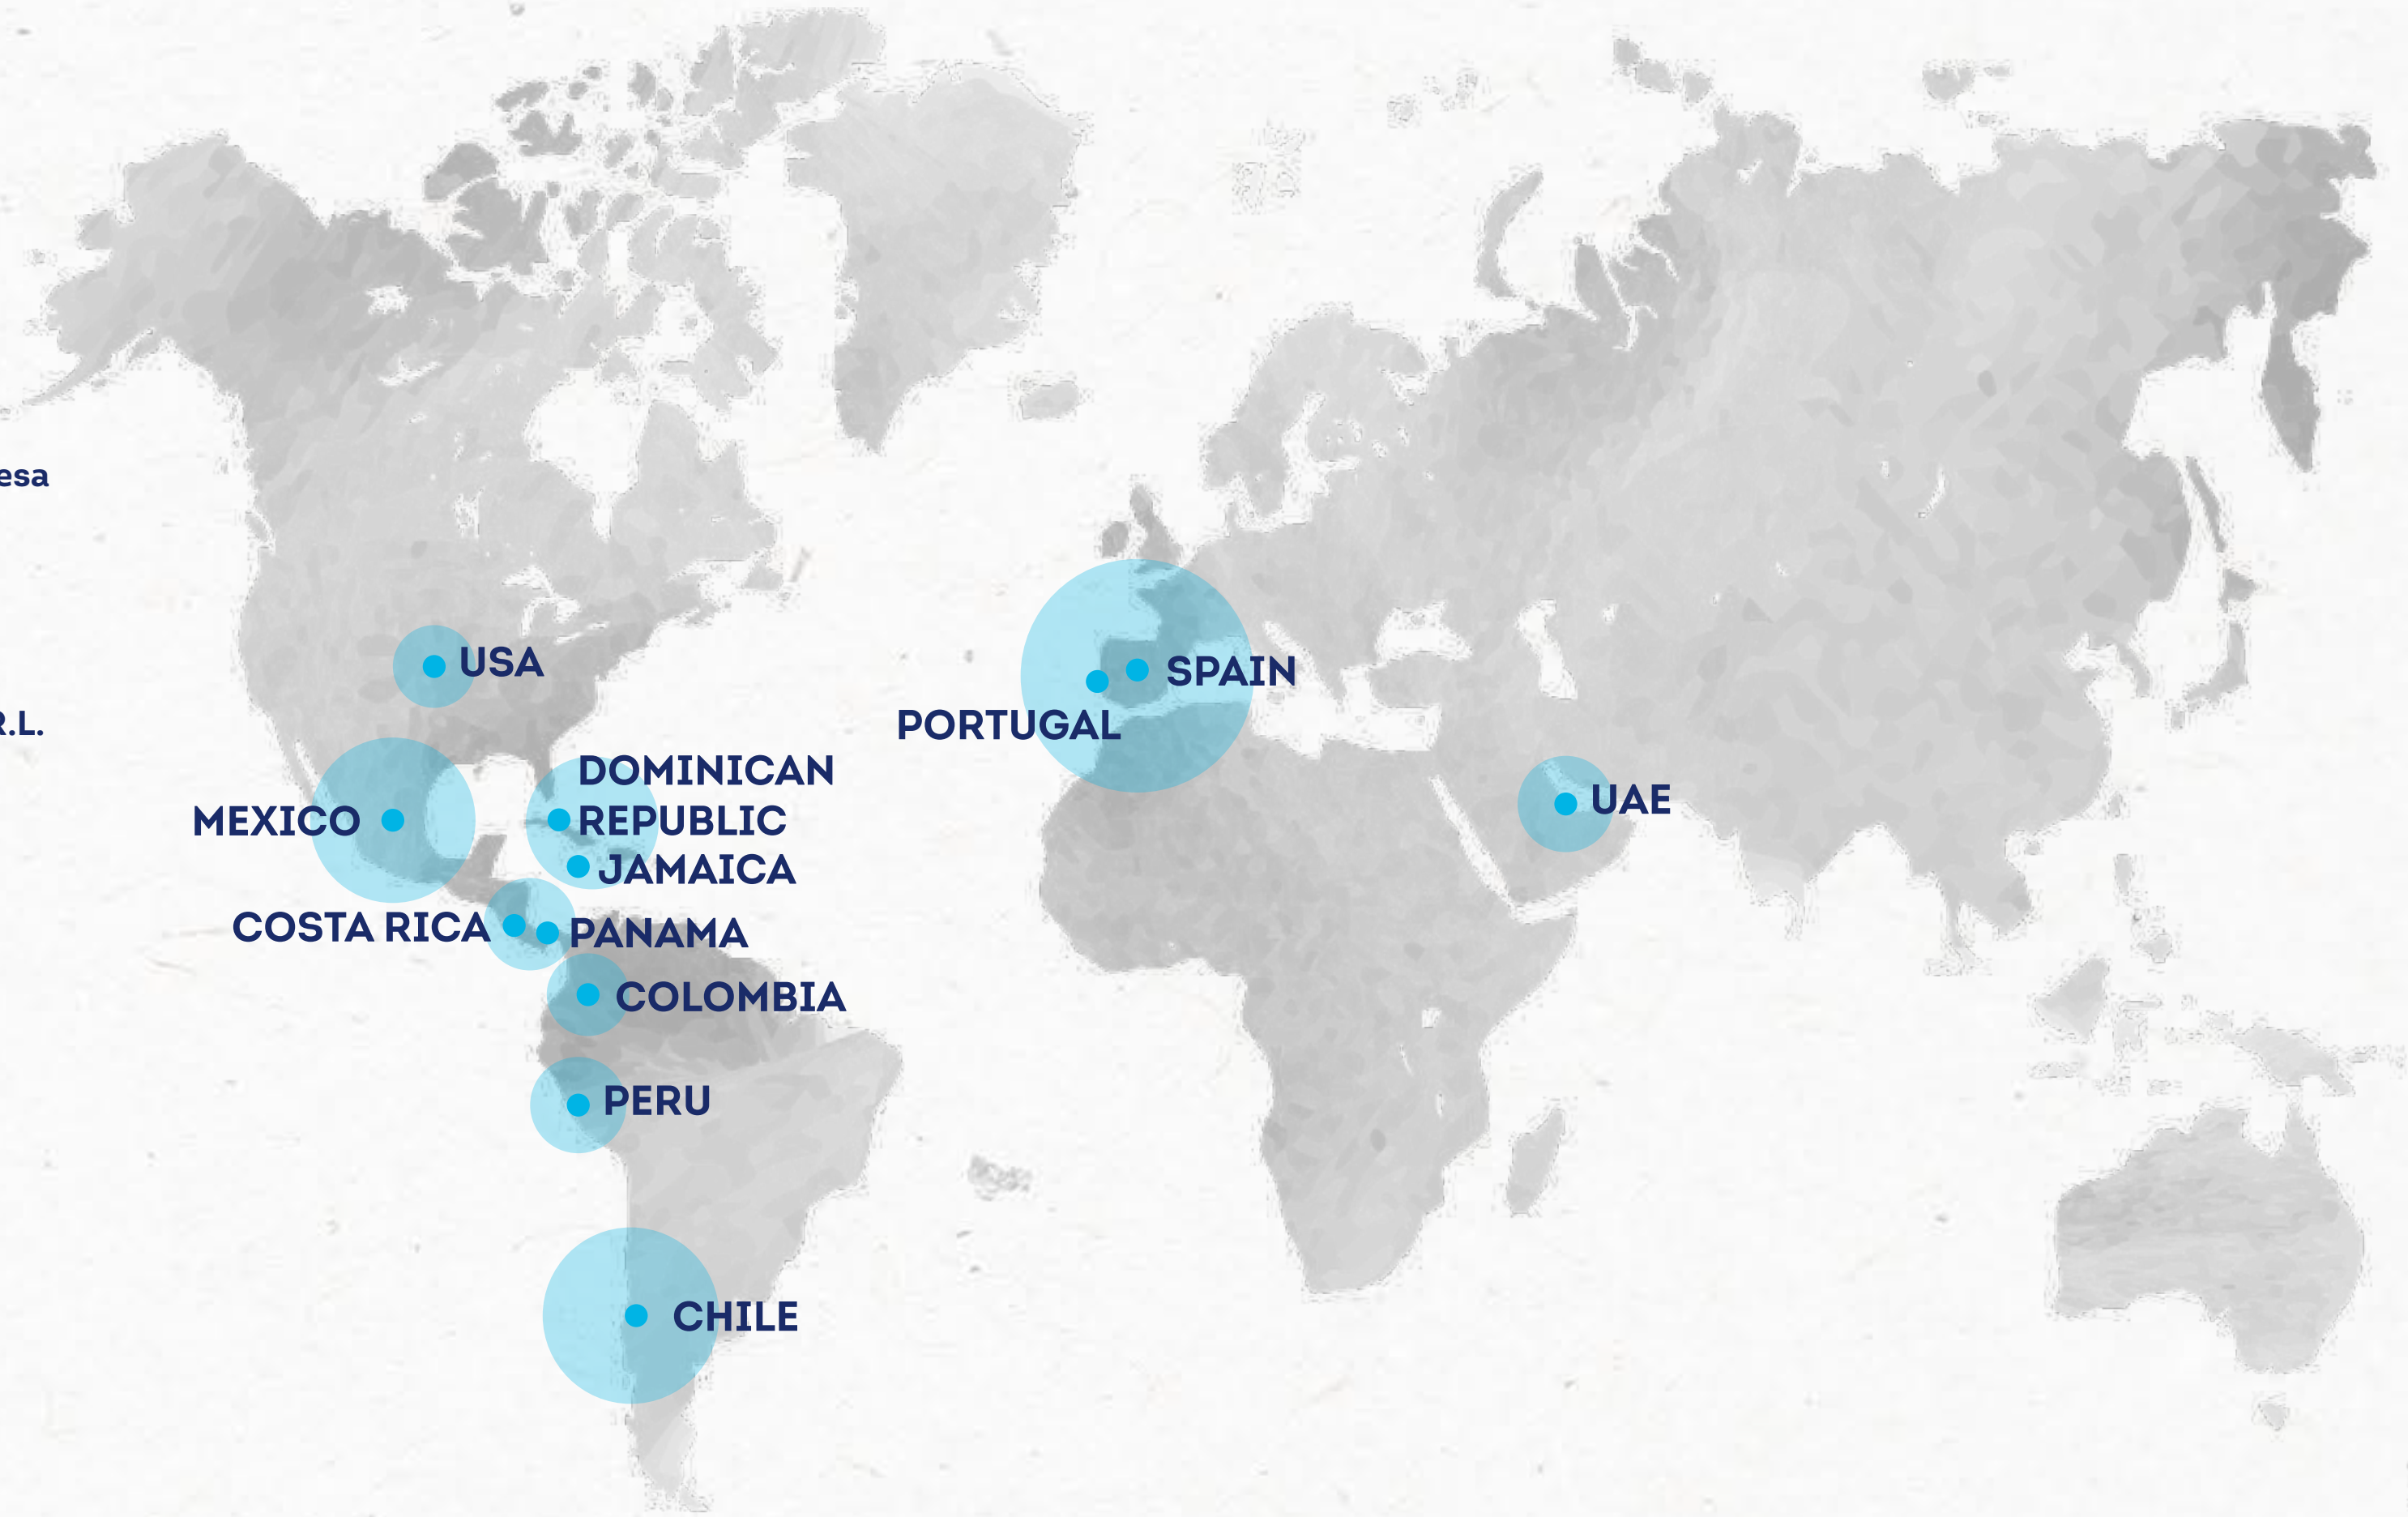 esa
R.L.
USA
SPAIN
PORTUGAL
DOMINICAN
REPUBLIC
MEXICO
JAMAICA
UAE
COSTA RICA
PANAMA
COLOMBIA
PERU
CHILE